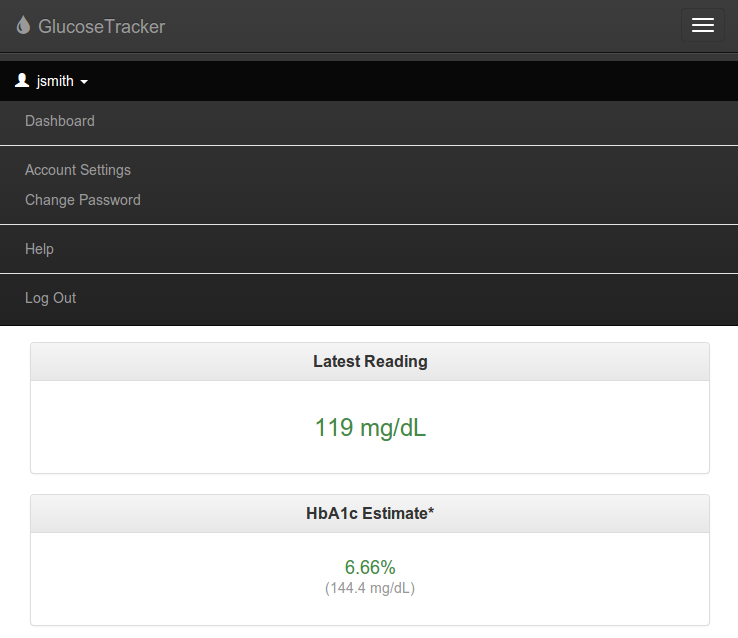 GlucoseTracker
jsmith
Dashboard
Account Settings
Change Password
Help
Log Out
Latest Reading
119 mg/dL
HbA1c Estimate*
6.66%
(144.4 mg/dL)